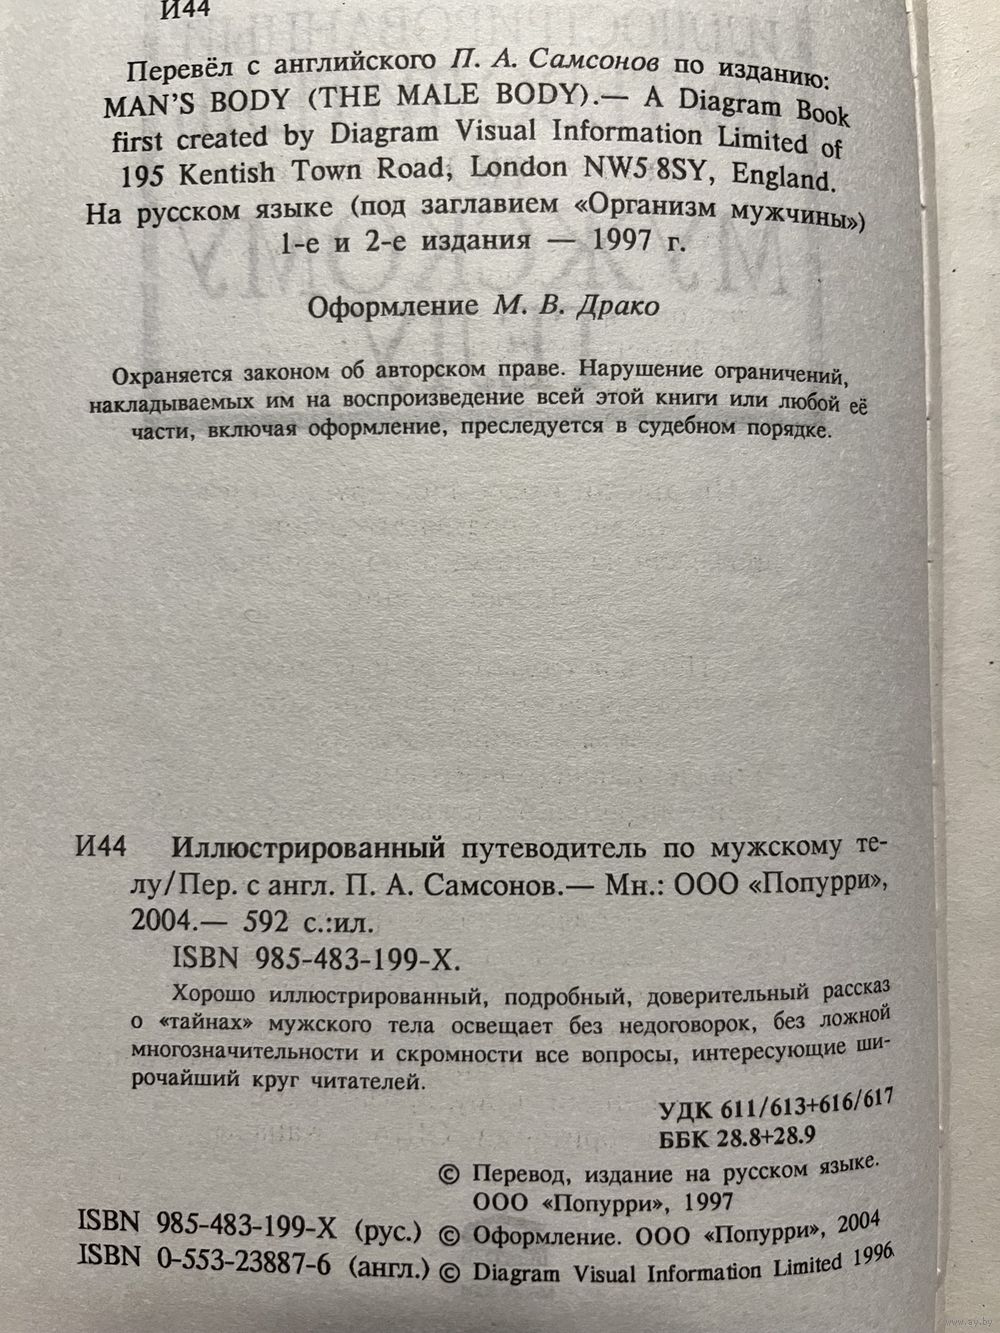 И44
Перевёл с английского П. А. Самсонов по изданию:
MAN'S BODY (THE MALE BODY).— A Diagram Book
first created by Diagram Visual Information Limited of
195 Kentish Town Road, London NW5 8SY, England.
На русском языке (под заглавием «Организм мужчины»)
1-е и 2-е издания — 1997 г.
Оформление М. В. Драко
Охраняется законом об авторском праве. Нарушение ограничений,
накладываемых им на воспроизведение всей этой книги или любой её
части, включая оформление, преследуется в судебном порядке.
И44 Иллюстрированный путеводитель по мужскому те-
лу/Пер. с англ. П. А. Самсонов.— Мн.: ООО «Попурри»,
2004.— 592 с.:ил.
ISBN 985-483-199-X.
Хорошо иллюстрированный, подробный, доверительный рассказ
о «тайнах» мужского тела освещает без недоговорок, без ложной
многозначительности и скромности все вопросы, интересующие ши-
рочайший круг читателей.
УДК 611/613+616/617
ББК 28.8+28.9
© Перевод, издание на русском языке.
ООО «Попурри», 1997
ISBN 985-483-199-X (рус.) © Оформление. ООО «Попурри», 2004
ISBN 0-553-23887-6 (англ.) © Diagram Visual Information Limited 1996
www.ay.by